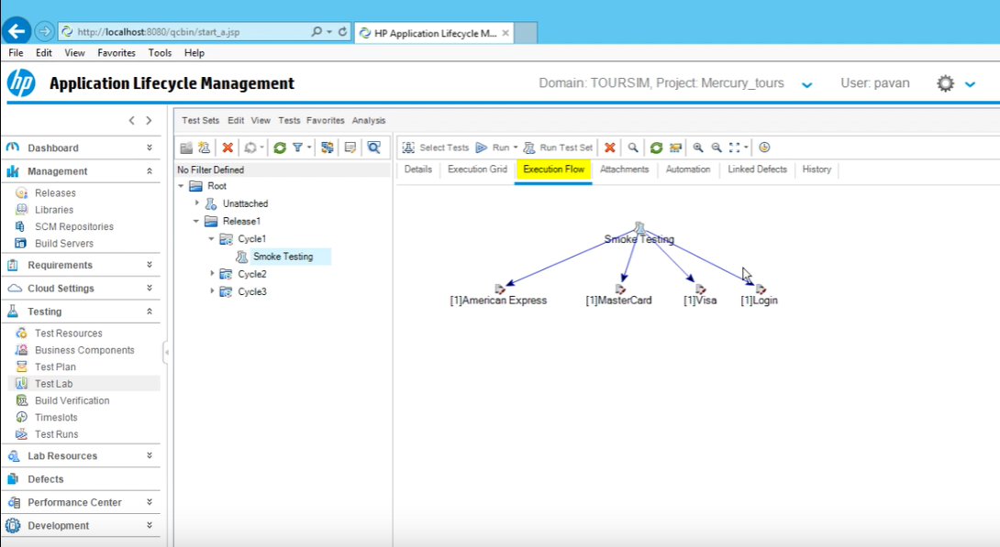 http://localhost:8080/qcbin/start_a.jsp
HP Application Lifecycle M...
File Edit View Favorites Tools Help
hp Application Lifecycle Management
Domain: TOURSIM, Project: Mercury_tours
User: pavan
Dashboard
Management
Releases
Libraries
SCM Repositories
Build Servers
Requirements
Cloud Settings
Testing
Test Resources
Business Components
Test Plan
Test Lab
Build Verification
Timeslots
Test Runs
Lab Resources
Defects
Performance Center
Development
Test Sets Edit View Tests Favorites Analysis
No Filter Defined
Root
Unattached
Release1
Cycle1
Smoke Testing
Cycle2
Cycle3
Select Tests Run Run Test Set
Details Execution Grid Execution Flow Attachments Automation Linked Defects History
Smoke Testing
[1]American Express [1]MasterCard [1]Visa [1]Login